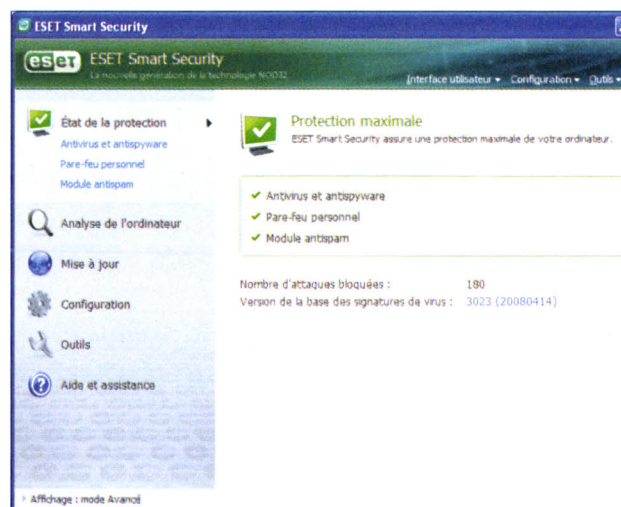 ESET Smart Security
eset ESET Smart Security
La nouvelle génération de la technologie NOD32
Interface utilisateur Configuration Outils
État de la protection
Antivirus et antispyware
Pare-feu personnel
Module antispam
Analyse de l'ordinateur
Mise à jour
Configuration
Outils
Aide et assistance
Affichage : mode Avancé
Protection maximale
ESET Smart Security assure une protection maximale de votre ordinateur.
Antivirus et antispyware
Pare-feu personnel
Module antispam
Nombre d'attaques bloquées : 180
Version de la base des signatures de virus : 3023 (20080414)